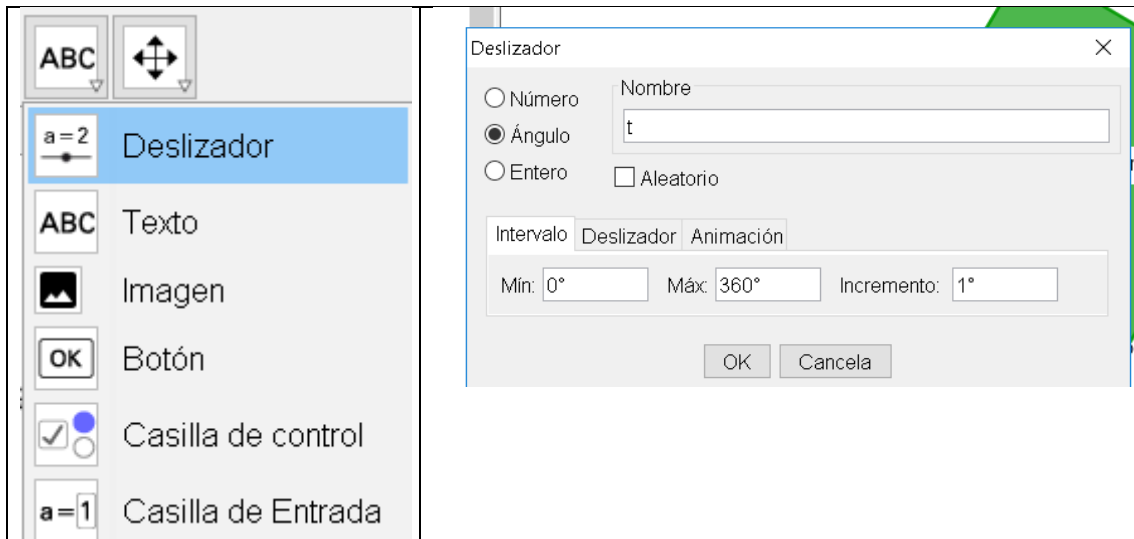 ABC
a=2 Deslizador
ABC Texto
Imagen
OK Botón
Casilla de control
a=1 Casilla de Entrada
Deslizador
Número
Ángulo
Entero
Nombre
t
Aleatorio
Intervalo Deslizador Animación
Mín: 0° Máx: 360° Incremento: 1°
OK Cancela